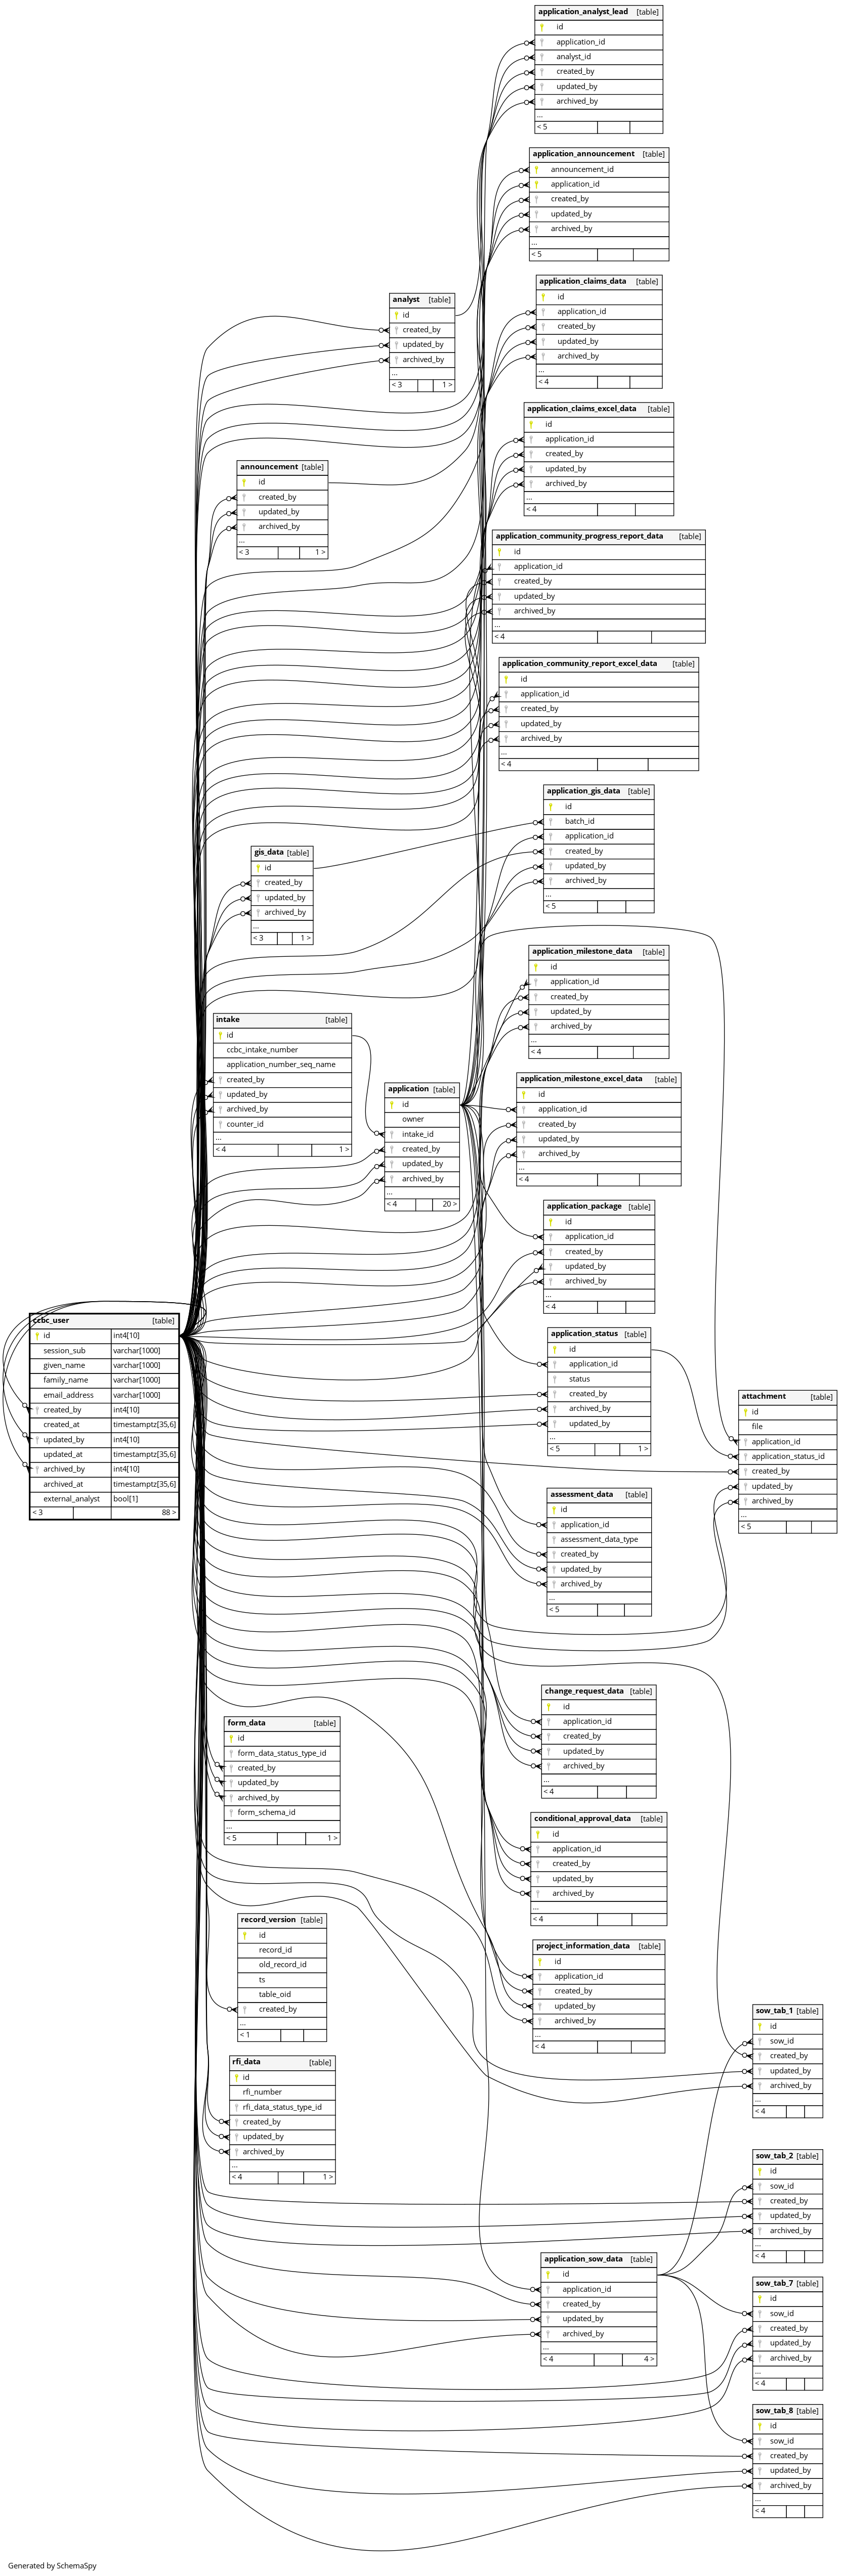 application_analyst_lead [table]
id
application_id
analyst_id
created_by
updated_by
archived_by
...
< 5
application_announcement [table]
announcement_id
application_id
created_by
updated_by
archived_by
...
< 5
application_claims_data [table]
id
application_id
created_by
updated_by
archived_by
...
< 4
analyst [table]
id
created_by
updated_by
archived_by
...
< 3 1 >
application_claims_excel_data [table]
id
application_id
created_by
updated_by
archived_by
...
< 4
announcement [table]
id
created_by
updated_by
archived_by
...
< 3 1 >
application_community_progress_report_data [table]
id
application_id
created_by
updated_by
archived_by
...
< 4
application_community_report_excel_data [table]
id
application_id
created_by
updated_by
archived_by
...
< 4
application_gis_data [table]
id
batch_id
application_id
created_by
updated_by
archived_by
...
< 5
gis_data [table]
id
created_by
updated_by
archived_by
...
< 3 1 >
application_milestone_data [table]
id
application_id
created_by
updated_by
archived_by
...
< 4
intake [table]
id
ccbc_intake_number
application_number_seq_name
created_by
updated_by
archived_by
counter_id
...
< 4 1 >
application [table]
id
owner
intake_id
created_by
updated_by
archived_by
...
< 4 20 >
application_milestone_excel_data [table]
id
application_id
created_by
updated_by
archived_by
...
< 4
application_package [table]
id
application_id
created_by
updated_by
archived_by
...
< 4
ccbc_user [table]
id int4[10]
session_sub varchar[1000]
given_name varchar[1000]
family_name varchar[1000]
email_address varchar[1000]
created_by int4[10]
created_at timestamptz[35,6]
updated_by int4[10]
updated_at timestamptz[35,6]
archived_by int4[10]
archived_at timestamptz[35,6]
external_analyst bool[1]
< 3 88 >
application_status [table]
id
application_id
status
created_by
archived_by
updated_by
...
< 5 1 >
attachment [table]
id
file
application_id
application_status_id
created_by
updated_by
archived_by
...
< 5
assessment_data [table]
id
application_id
assessment_data_type
created_by
updated_by
archived_by
...
< 5
change_request_data [table]
id
application_id
created_by
updated_by
archived_by
...
< 4
form_data [table]
id
form_data_status_type_id
created_by
updated_by
archived_by
form_schema_id
...
< 5 1 >
conditional_approval_data [table]
id
application_id
created_by
updated_by
archived_by
...
< 4
record_version [table]
id
record_id
old_record_id
ts
table_oid
created_by
...
< 1
project_information_data [table]
id
application_id
created_by
updated_by
archived_by
...
< 4
sow_tab_1 [table]
id
sow_id
created_by
updated_by
archived_by
...
< 4
rfi_data [table]
id
rfi_number
rfi_data_status_type_id
created_by
updated_by
archived_by
...
< 4 1 >
sow_tab_2 [table]
id
sow_id
created_by
updated_by
archived_by
...
< 4
application_sow_data [table]
id
application_id
created_by
updated_by
archived_by
...
< 4 4 >
sow_tab_7 [table]
id
sow_id
created_by
updated_by
archived_by
...
< 4
sow_tab_8 [table]
id
sow_id
created_by
updated_by
archived_by
...
< 4
Generated by SchemaSpy